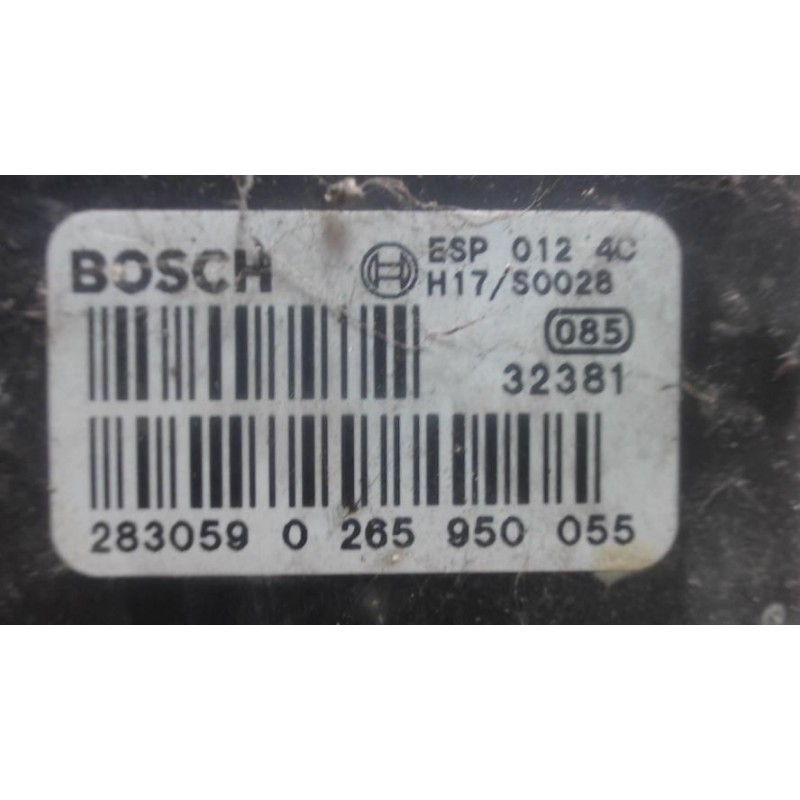 BOSCH
ESP 012 4C
H17/S0028
085
32381
283059 0 265 950 055